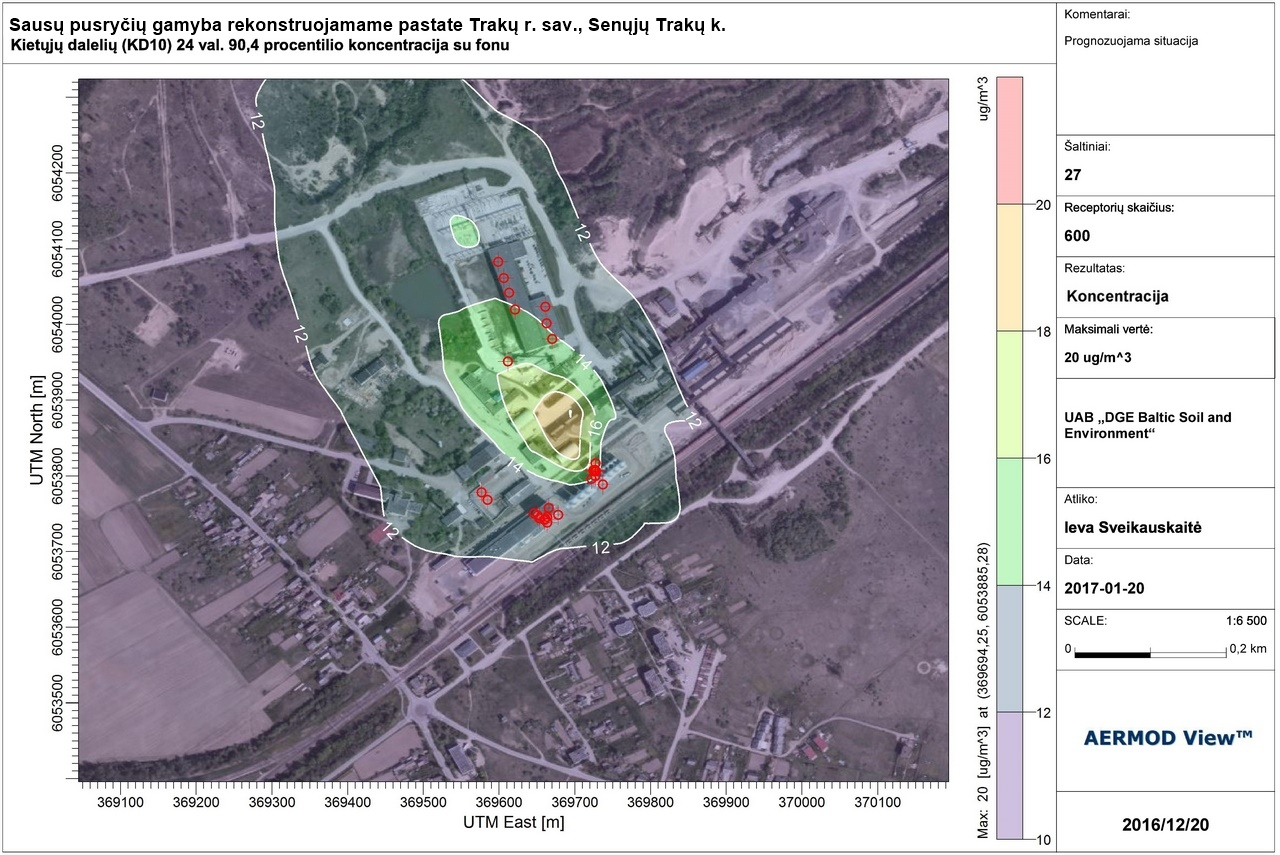 Sausų pusryčių gamyba rekonstruojamame pastate Trakų r. sav., Senųjų Trakų k.
Kietųjų dalelių (KD10) 24 val. 90,4 procentilio koncentracija su fonu
UTM North [m]
6054200
6054100
6054000
6053900
6053800
6053700
6053600
6053500
12
12
12
14
16
12
14
12
12
369100
369200
369300
369400
369500
369600
369700
369800
369900
370000
370100
UTM East [m]
ug/m^3
20
18
16
14
12
10
Max: 20 [ug/m^3] at (369694,25, 6053885,28)
Komentarai:
Prognozuojama situacija
Šaltiniai:
27
Receptorių skaičius:
600
Rezultatas:
Koncentracija
Maksimali vertė:
20 ug/m^3
UAB „DGE Baltic Soil and
Environment“
Atliko:
Ieva Sveikauskaitė
Data:
2017-01-20
SCALE: 1:6 500
0 0,2 km
AERMOD View™
2016/12/20